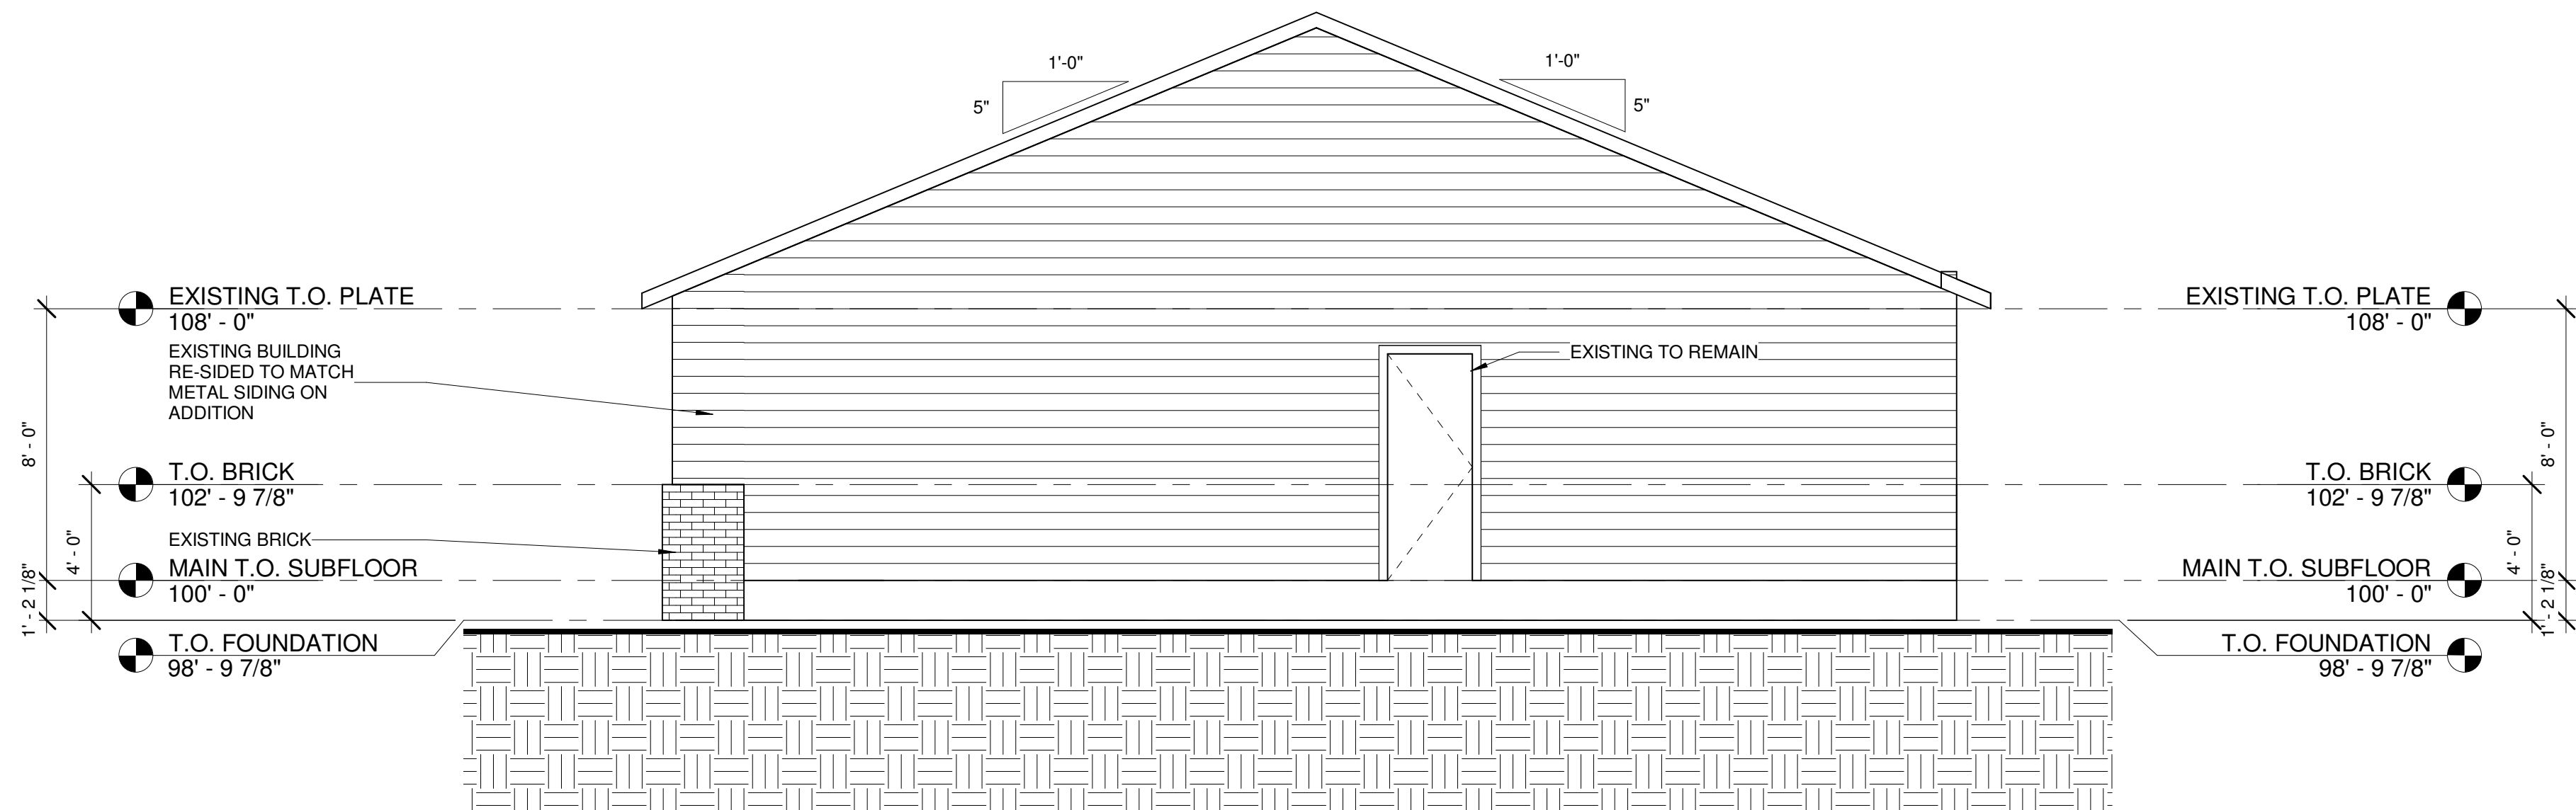 1'-0"
5"
1'-0"
5"
EXISTING T.O. PLATE
108' - 0"
EXISTING BUILDING
RE-SIDED TO MATCH
METAL SIDING ON
ADDITION
8' - 0"
T.O. BRICK
102' - 9 7/8"
EXISTING BRICK
4' - 0"
MAIN T.O. SUBFLOOR
100' - 0"
1' - 2 1/8"
T.O. FOUNDATION
98' - 9 7/8"
EXISTING TO REMAIN
EXISTING T.O. PLATE
108' - 0"
8' - 0"
T.O. BRICK
102' - 9 7/8"
4' - 0"
MAIN T.O. SUBFLOOR
100' - 0"
1' - 2 1/8"
T.O. FOUNDATION
98' - 9 7/8"